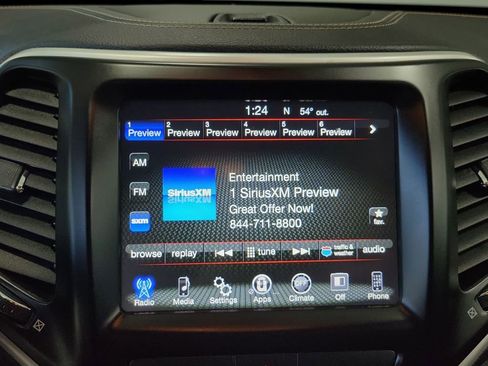 1:24 N 54° out.
1 2 3 4 5 6
Preview Preview Preview Preview Preview Preview
AM
Entertainment
SiriusXM
1 SiriusXM Preview
FM
Great Offer Now!
sxm
844-711-8800
fav.
browse replay tune traffic & weather audio
OFF
Radio Media Settings Apps Climate Off Phone